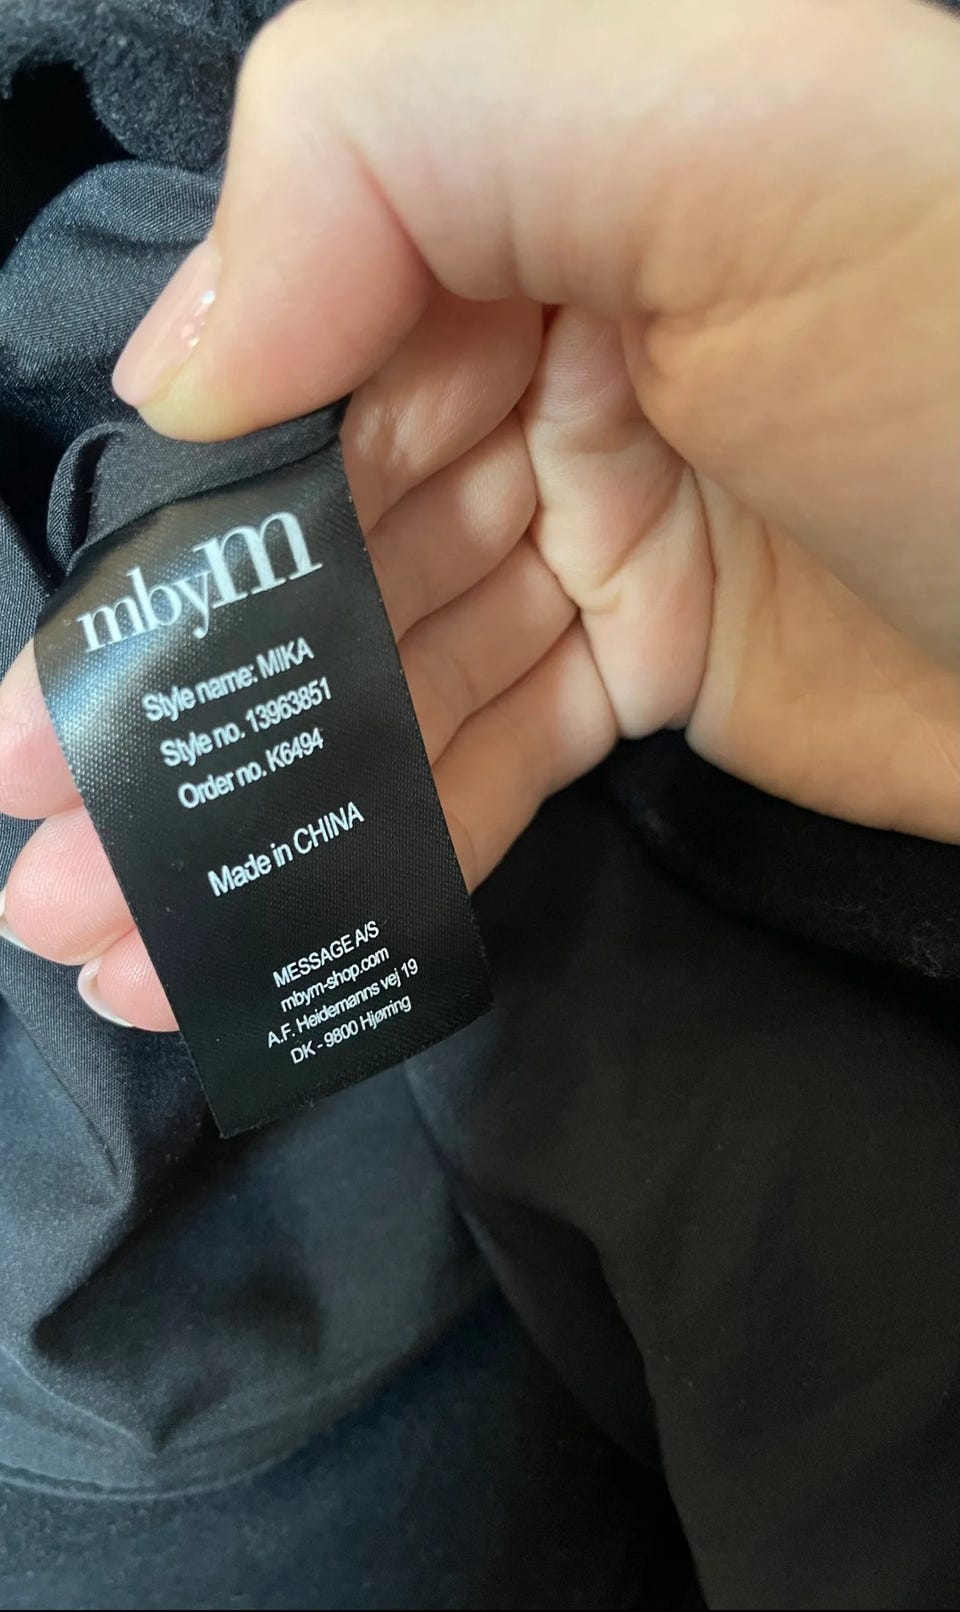 mbyM
Style name: MIKA
Style no. 13963851
Order no. K6494
Made in CHINA
MESSAGE A/S
mbym-shop.com
A.F. Heidemanns vej 19
DK - 9800 Hjørring